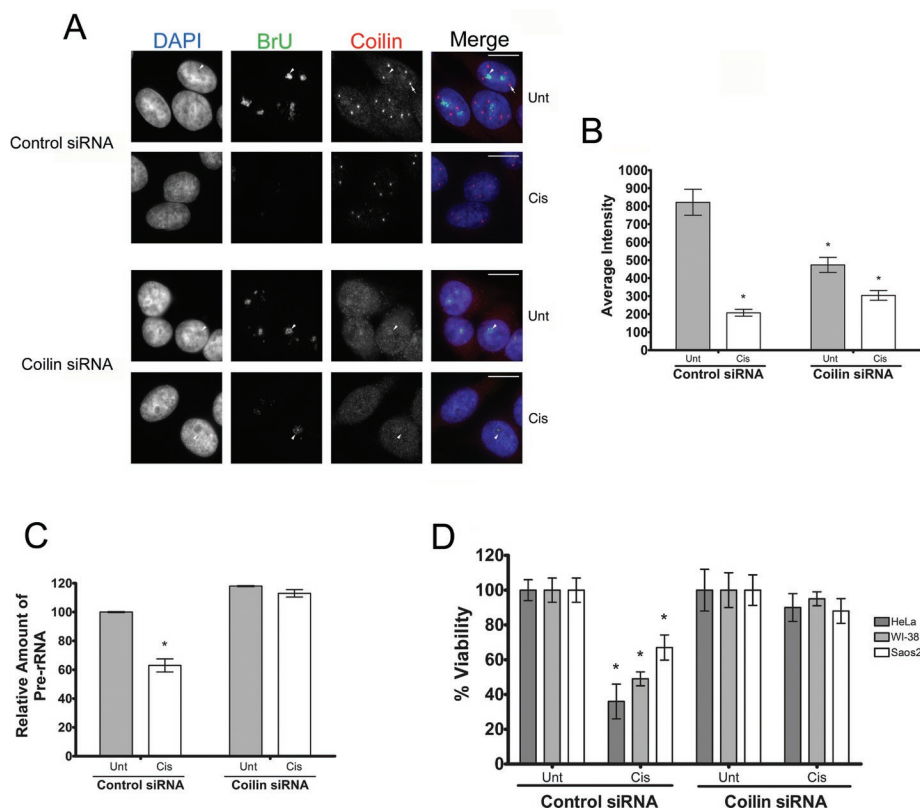 A
DAPI BrU Coilin Merge
Unt
Control siRNA
Cis
Unt
Coilin siRNA
Cis
B
Average Intensity
1000
900
800
700
600
500
400
300
200
100
0
* * *
Unt Cis Unt Cis
Control siRNA Coilin siRNA
C
Relative Amount of
Pre-rRNA
120
100
80
60
40
20
0
*
Unt Cis Unt Cis
Control siRNA Coilin siRNA
D
% Viability
120
100
80
60
40
20
0
* * *
HeLa
WI-38
Saos2
Unt Cis Unt Cis
Control siRNA Coilin siRNA